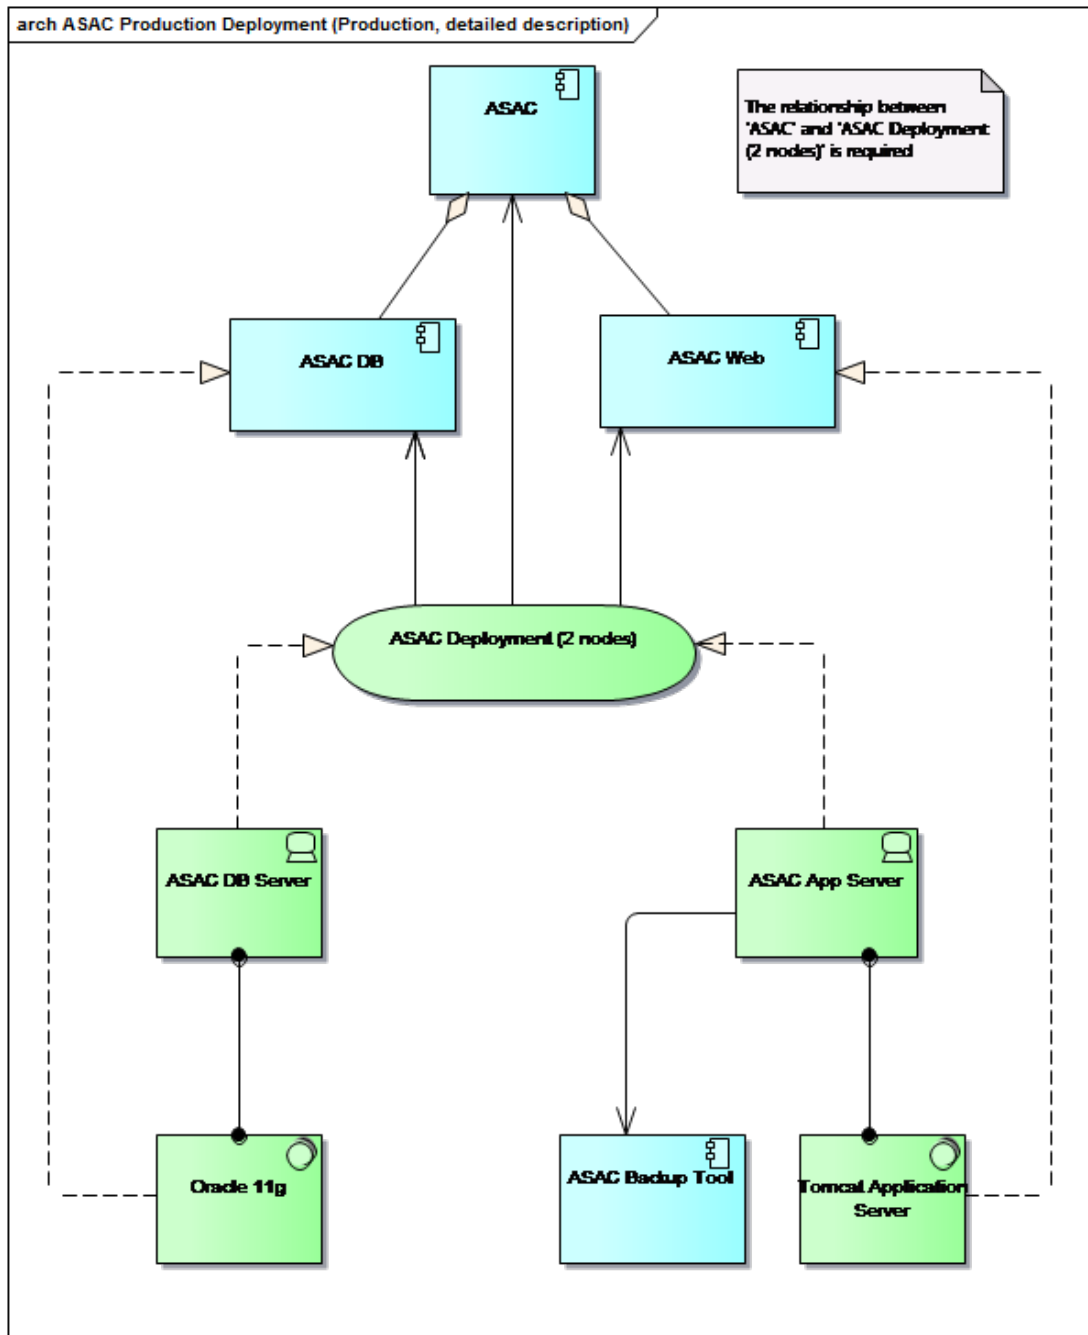 arch ASAC Production Deployment (Production, detailed description)
ASAC
The relationship between
'ASAC' and 'ASAC Deployment
(2 nodes)' is required
ASAC DB
ASAC Web
ASAC Deployment (2 nodes)
ASAC DB Server
ASAC App Server
Oracle 11g
ASAC Backup Tool
Tomcat Application
Server